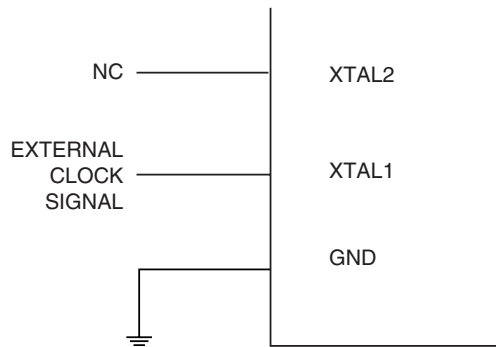 NC
XTAL2
EXTERNAL
CLOCK
SIGNAL
XTAL1
GND